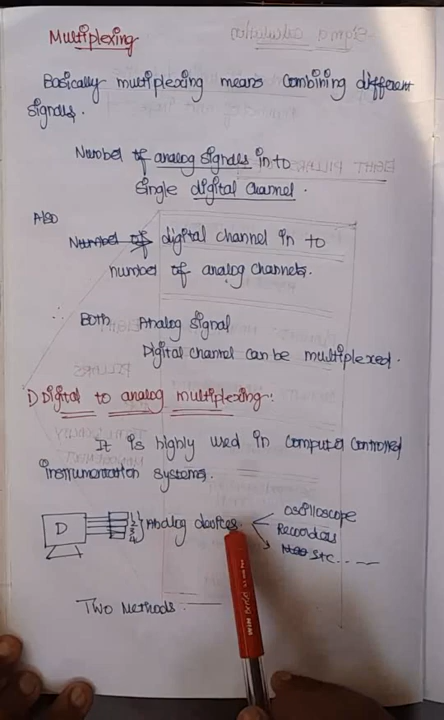 Multiplexing
Basically multiplexing means combining different
signals.
Number of analog signals in to
single digital channel.
Also
Number of digital channel in to
number of analog channels.
∴ Both Analog signal
Digital channel can be multiplexed.
1) Digital to analog multiplexing:
It is highly used in computer controlled
instrumentation systems.
D
1
2
3
4
Analog devices
oscilloscope
Recorders
etc....
Two Methods: